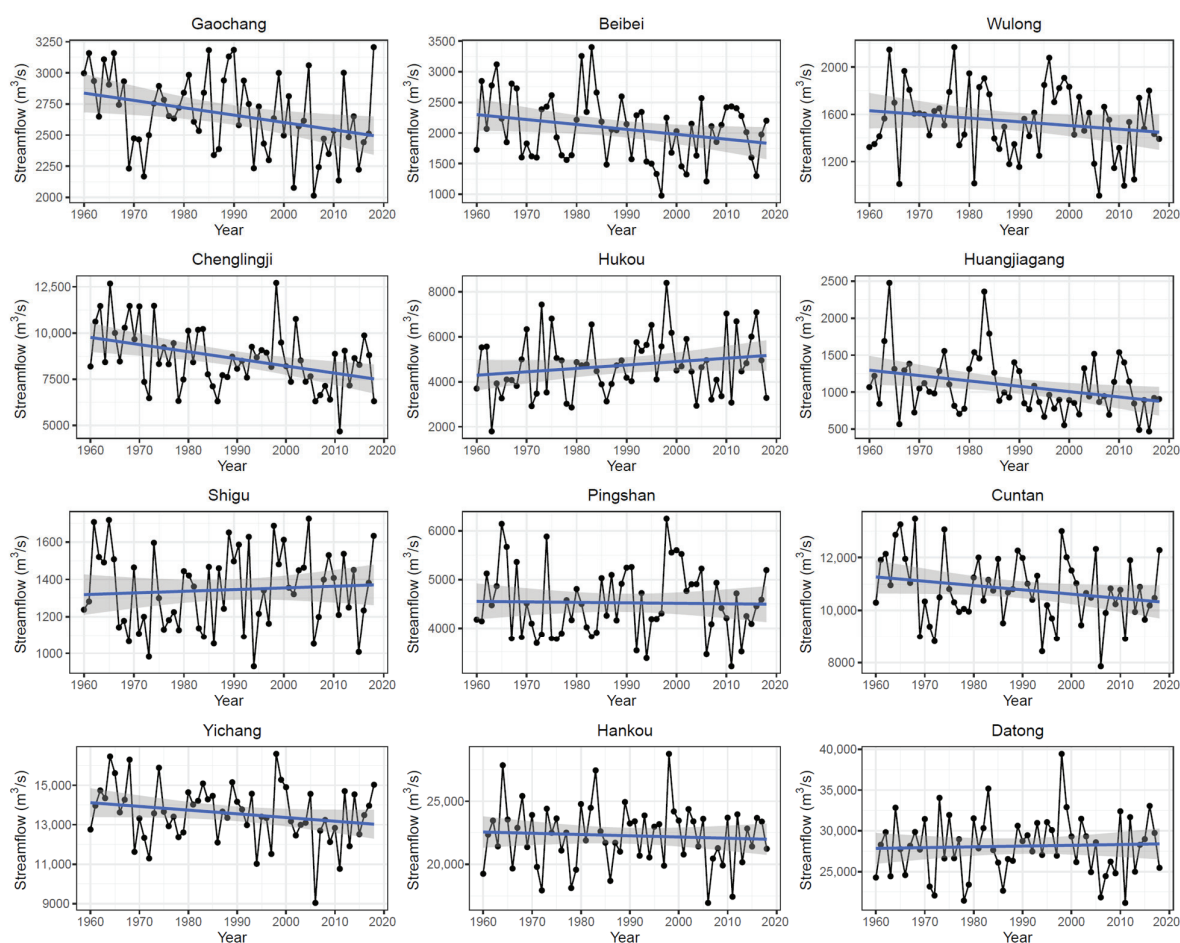 Gaochang
Beibei
Wulong
Streamflow (m³/s)
3250
3000
2750
2500
2250
2000
1960 1970 1980 1990 2000 2010 2020
Year
Streamflow (m³/s)
3500
3000
2500
2000
1500
1000
1960 1970 1980 1990 2000 2010 2020
Year
Streamflow (m³/s)
2000
1600
1200
1960 1970 1980 1990 2000 2010 2020
Year
Chenglingji
Hukou
Huangjiagang
Streamflow (m³/s)
12,500
10,000
7500
5000
1960 1970 1980 1990 2000 2010 2020
Year
Streamflow (m³/s)
8000
6000
4000
2000
1960 1970 1980 1990 2000 2010 2020
Year
Streamflow (m³/s)
2500
2000
1500
1000
500
1960 1970 1980 1990 2000 2010 2020
Year
Shigu
Pingshan
Cuntan
Streamflow (m³/s)
1600
1400
1200
1000
1960 1970 1980 1990 2000 2010 2020
Year
Streamflow (m³/s)
6000
5000
4000
1960 1970 1980 1990 2000 2010 2020
Year
Streamflow (m³/s)
12,000
10,000
8000
1960 1970 1980 1990 2000 2010 2020
Year
Yichang
Hankou
Datong
Streamflow (m³/s)
15,000
13,000
11,000
9000
1960 1970 1980 1990 2000 2010 2020
Year
Streamflow (m³/s)
25,000
20,000
1960 1970 1980 1990 2000 2010 2020
Year
Streamflow (m³/s)
40,000
35,000
30,000
25,000
1960 1970 1980 1990 2000 2010 2020
Year